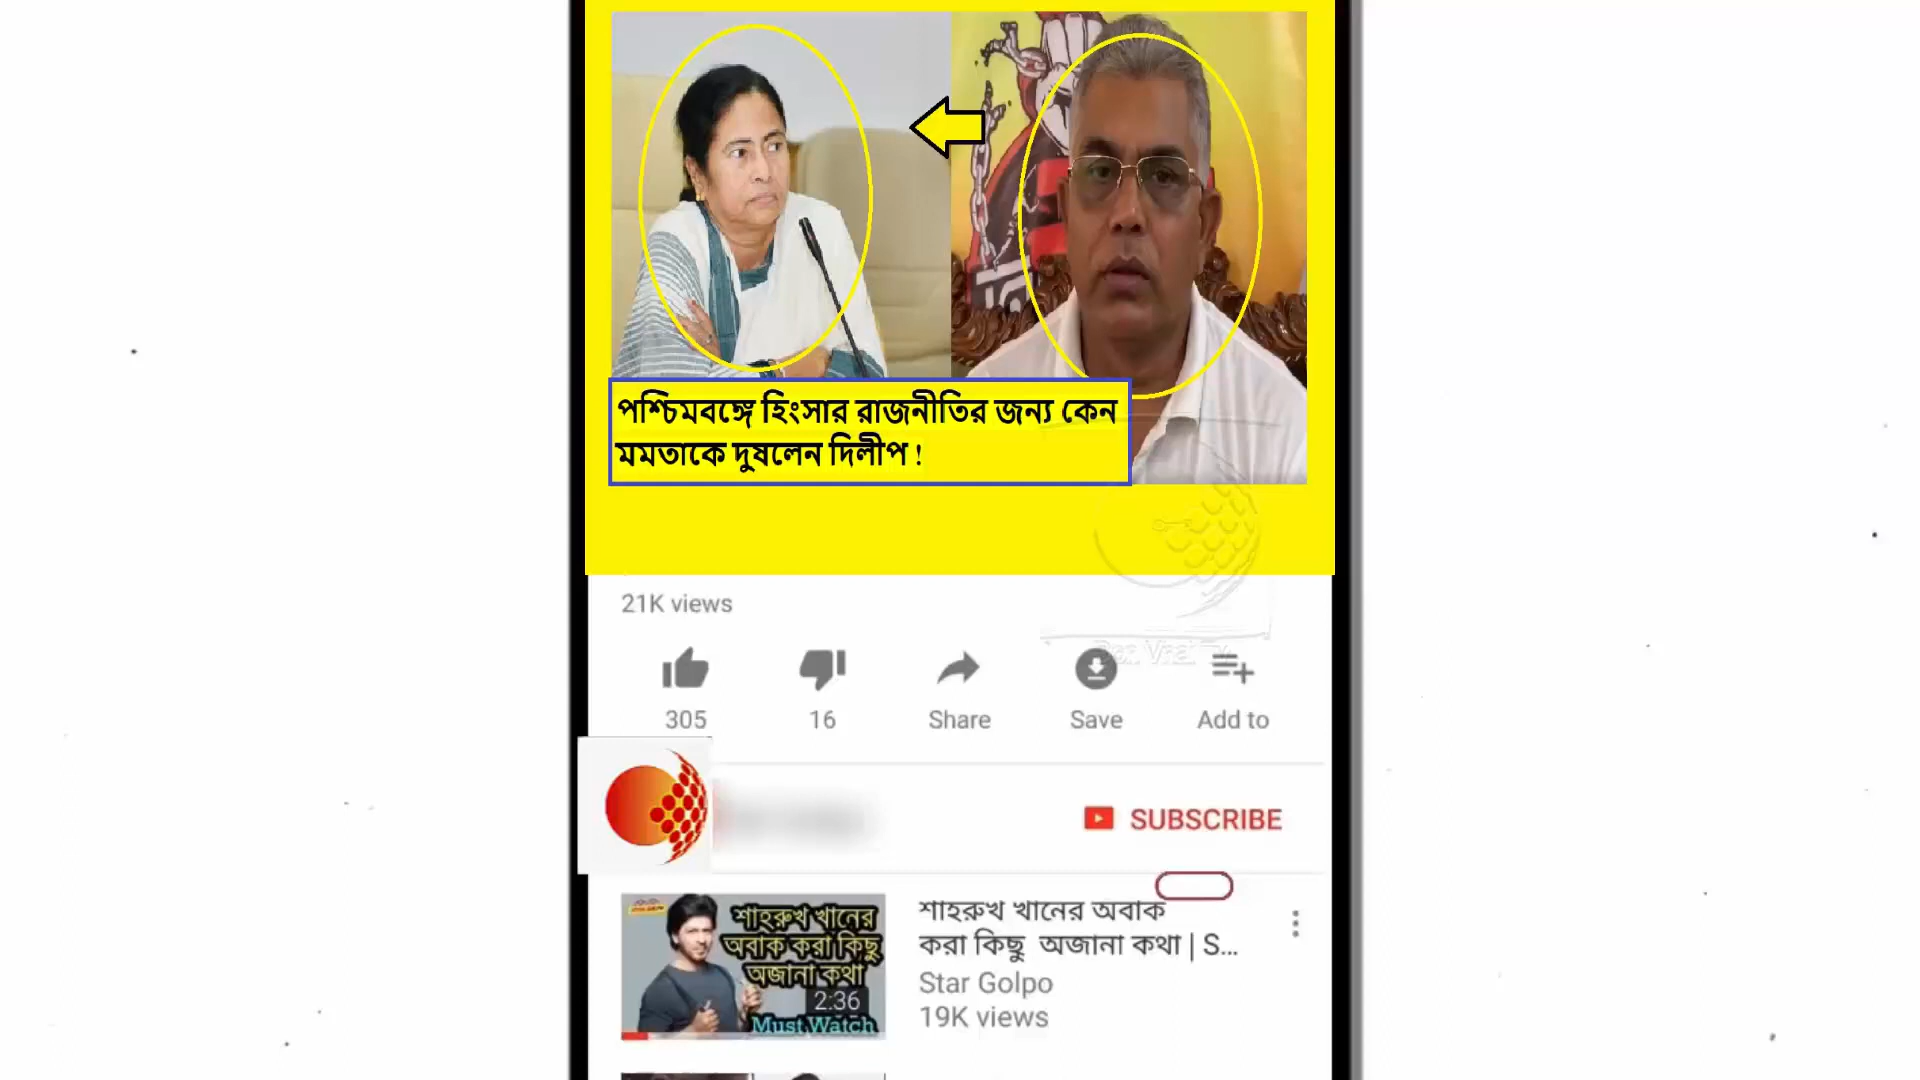 পশ্চিমবঙ্গে হিংসার রাজনীতির জন্য কেন
মমতাকে দুষলেন দিলীপ !
21K views
305
16
Share
Save
Add to
SUBSCRIBE
শাহরুখ খানের
অবাক করা কিছু
অজানা কথা
2:36
Must Watch
শাহরুখ খানের অবাক
করা কিছু অজানা কথা | S...
Star Golpo
19K views